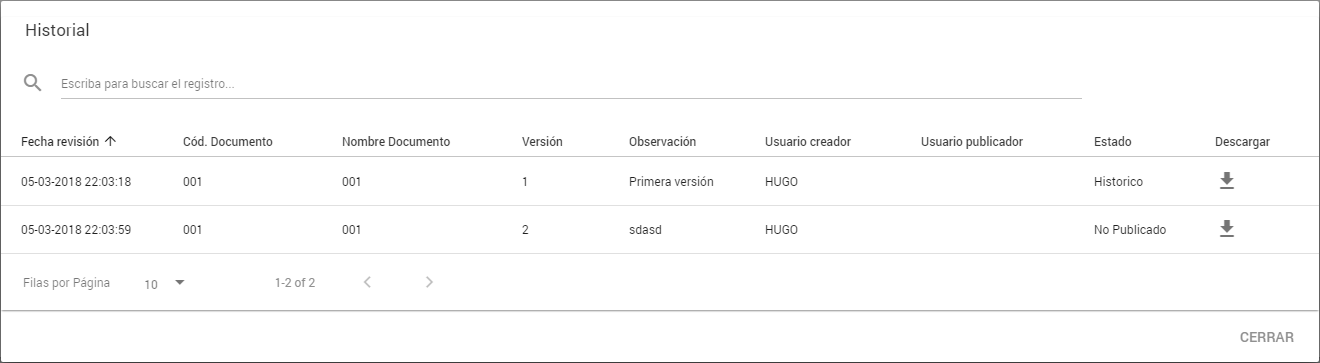 Historial
Escriba para buscar el registro...
Fecha revisión Cód. Documento Nombre Documento Versión Observación Usuario creador Usuario publicador Estado Descargar
05-03-2018 22:03:18 001 001 1 Primera versión HUGO Historico
05-03-2018 22:03:59 001 001 2 sdasd HUGO No Publicado
Filas por Página 10 1-2 of 2
CERRAR